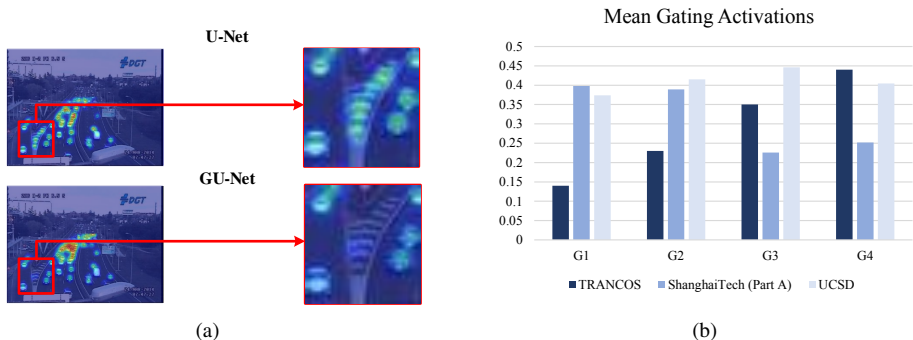 U-Net
DGT
GU-Net
DGT
(a)
Mean Gating Activations
0.5
0.45
0.4
0.35
0.3
0.25
0.2
0.15
0.1
0.05
0
G1 G2 G3 G4
TRANCOS ShanghaiTech (Part A) UCSD
(b)